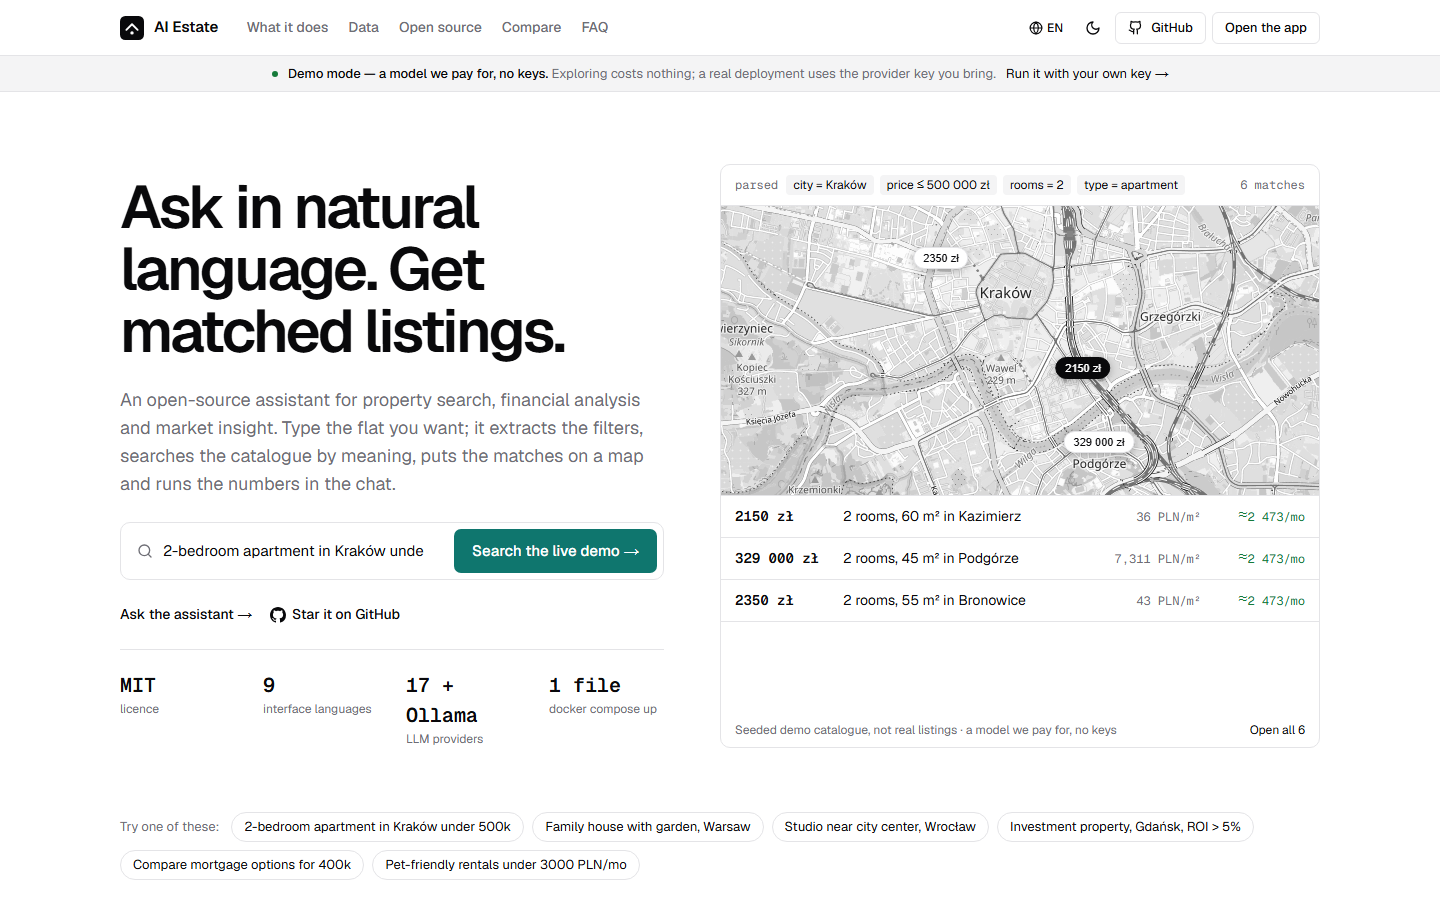 AI Estate
What it does
Data
Open source
Compare
FAQ
EN
GitHub
Open the app
Demo mode — a model we pay for, no keys. Exploring costs nothing; a real deployment uses the provider key you bring. Run it with your own key →
Ask in natural
language. Get
matched listings.
An open-source assistant for property search, financial analysis
and market insight. Type the flat you want; it extracts the filters,
searches the catalogue by meaning, puts the matches on a map
and runs the numbers in the chat.
2-bedroom apartment in Kraków unde
Search the live demo →
Ask the assistant →
Star it on GitHub
MIT
licence
9
interface languages
17 +
Ollama
LLM providers
1 file
docker compose up
parsed
city = Kraków
price ≤ 500 000 zł
rooms = 2
type = apartment
6 matches
Białucha
2350 zł
Kraków
Grzegórzki
wierzyniec
Sikornik
Kopiec
Kościuszki
327 m
Wawel
229 m
2150 zł
Wisła
Nowohucka
Księcia Józefa
329 000 zł
Wilga
Podgórze
Krzemionki
2150 zł 2 rooms, 60 m² in Kazimierz 36 PLN/m² ≈2 473/mo
329 000 zł 2 rooms, 45 m² in Podgórze 7,311 PLN/m² ≈2 473/mo
2350 zł 2 rooms, 55 m² in Bronowice 43 PLN/m² ≈2 473/mo
Seeded demo catalogue, not real listings · a model we pay for, no keys
Open all 6
Try one of these:
2-bedroom apartment in Kraków under 500k
Family house with garden, Warsaw
Studio near city center, Wrocław
Investment property, Gdańsk, ROI > 5%
Compare mortgage options for 400k
Pet-friendly rentals under 3000 PLN/mo